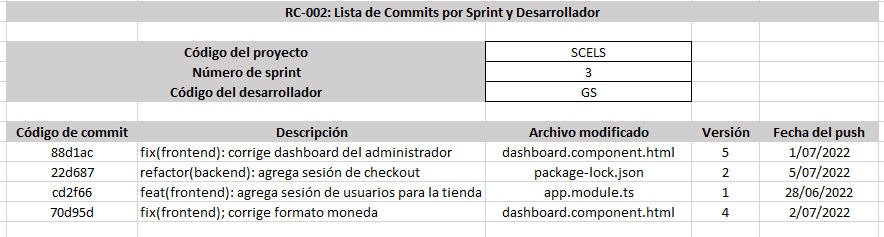 RC-002: Lista de Commits por Sprint y Desarrollador
Código del proyecto SCELS
Número de sprint 3
Código del desarrollador GS
Código de commit Descripción Archivo modificado Versión Fecha del push
88d1ac fix(frontend): corrige dashboard del administrador dashboard.component.html 5 1/07/2022
22d687 refactor(backend): agrega sesión de checkout package-lock.json 2 5/07/2022
cd2f66 feat(frontend): agrega sesión de usuarios para la tienda app.module.ts 1 28/06/2022
70d95d fix(frontend); corrige formato moneda dashboard.component.html 4 2/07/2022